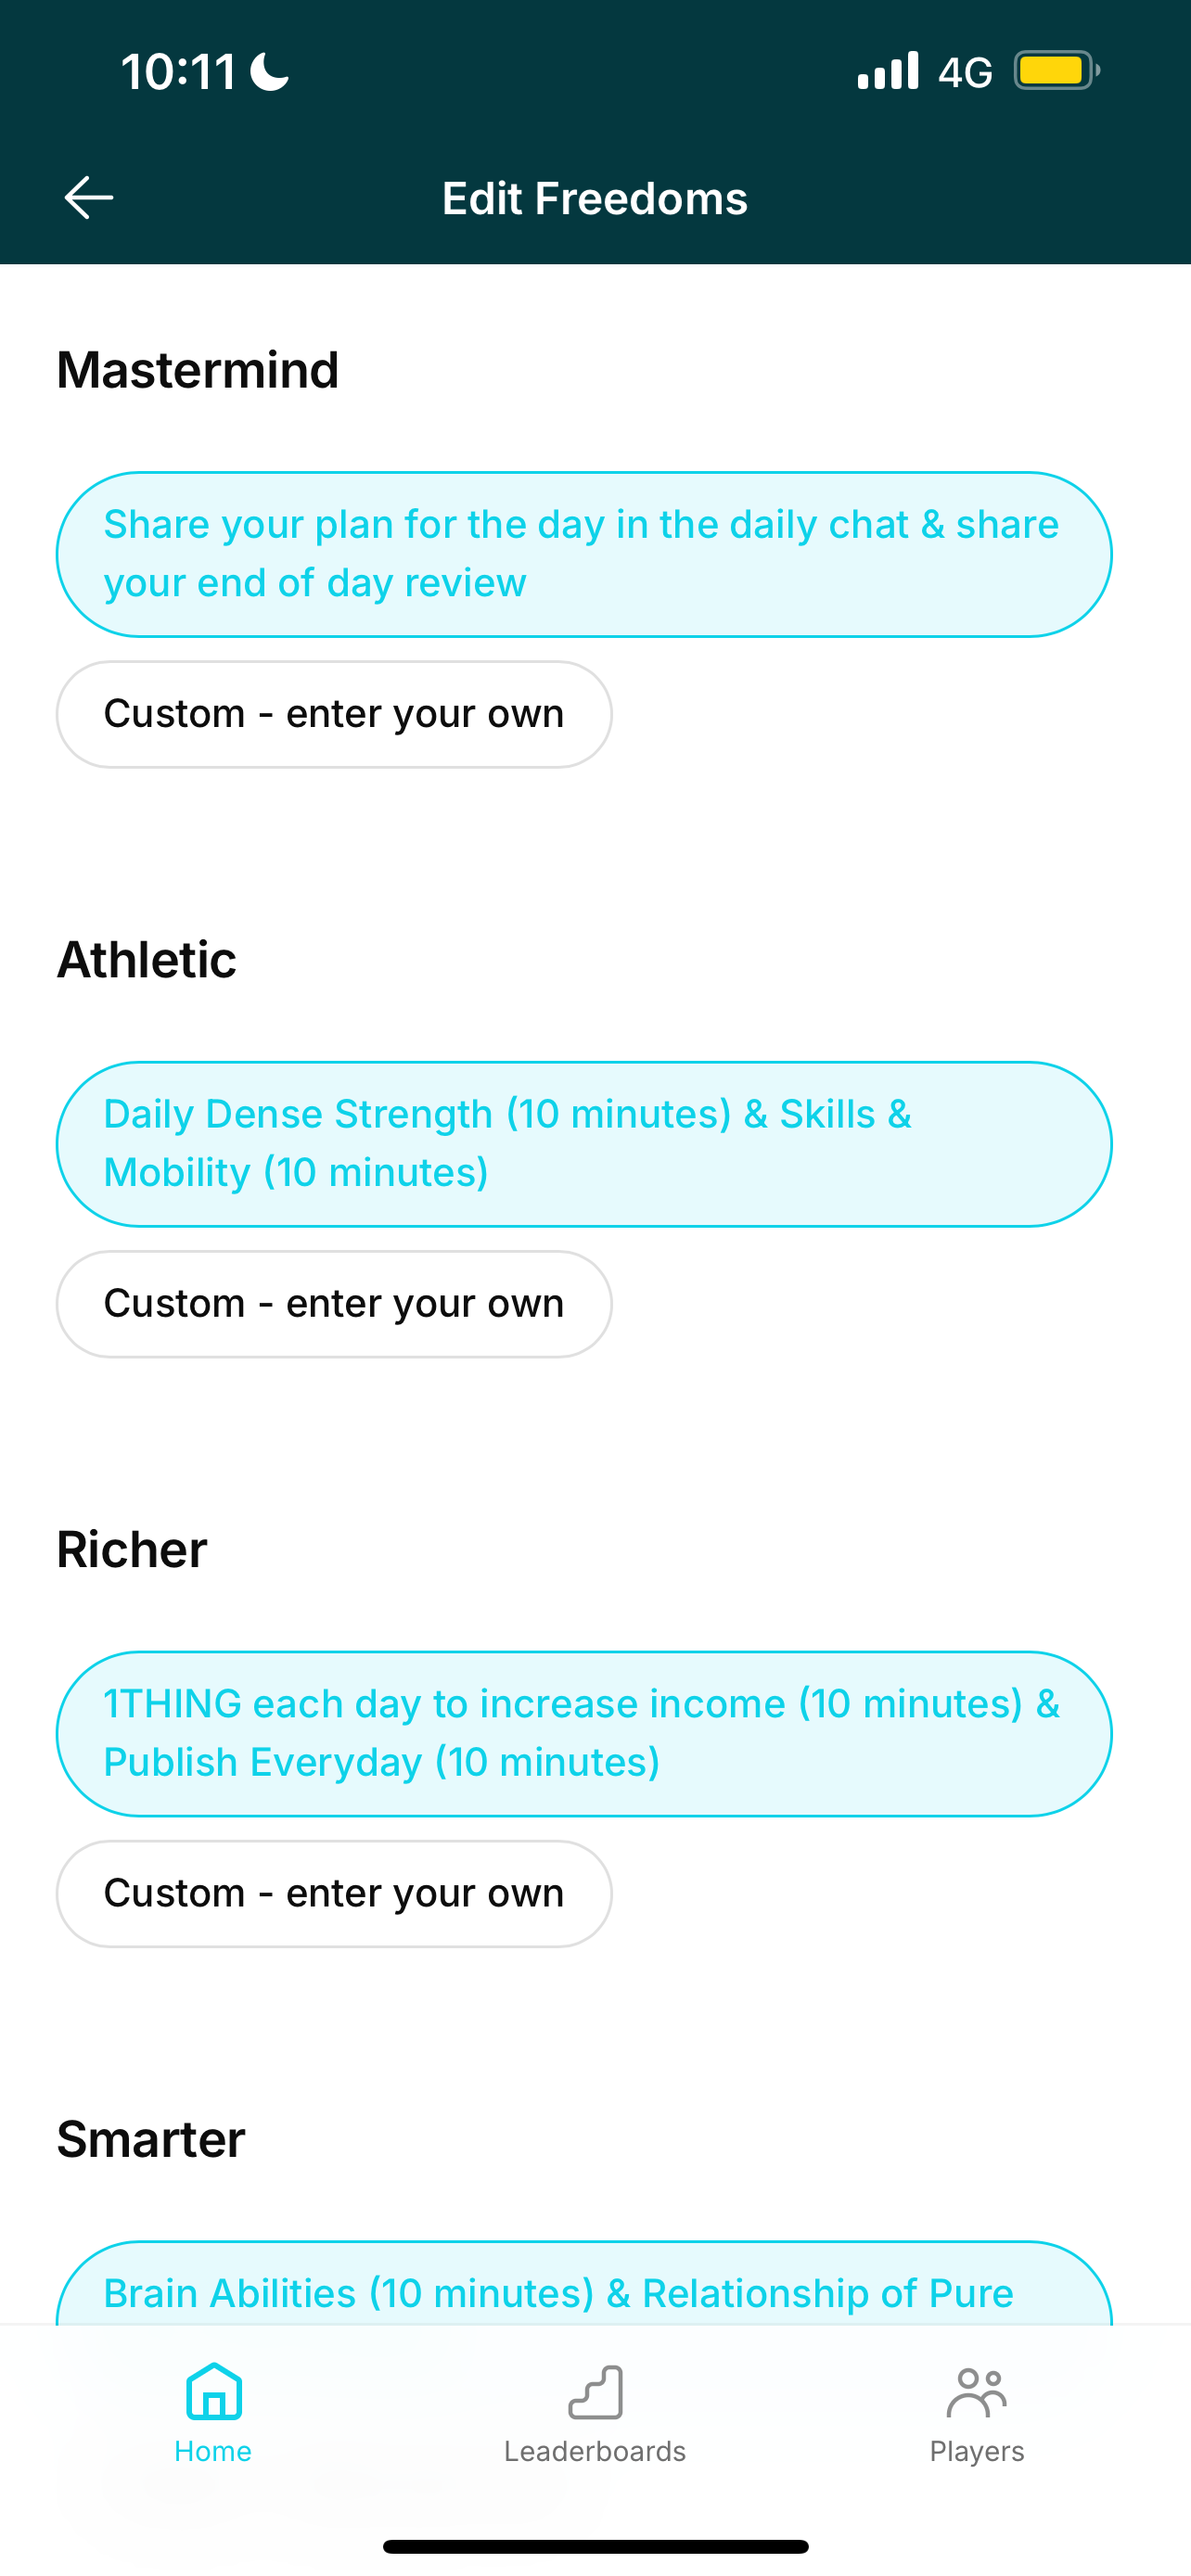 10:11
4G
Edit Freedoms
Mastermind
Share your plan for the day in the daily chat & share
your end of day review
Custom - enter your own
Athletic
Daily Dense Strength (10 minutes) & Skills &
Mobility (10 minutes)
Custom - enter your own
Richer
1THING each day to increase income (10 minutes) &
Publish Everyday (10 minutes)
Custom - enter your own
Smarter
Brain Abilities (10 minutes) & Relationship of Pure
Home
Leaderboards
Players